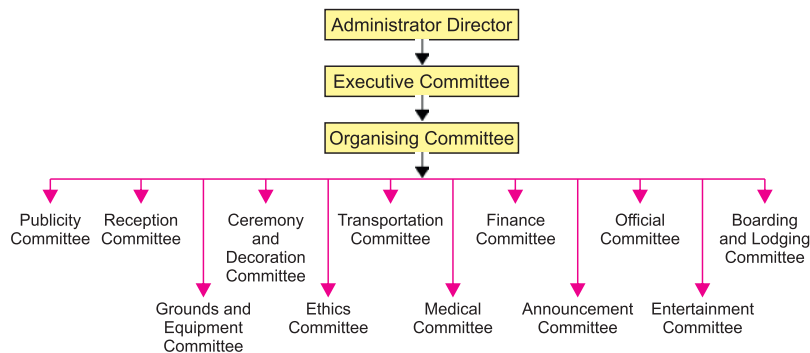 Administrator Director
Executive Committee
Organising Committee
Publicity
Committee
Reception
Committee
Ceremony
and
Decoration
Committee
Transportation
Committee
Finance
Committee
Official
Committee
Boarding
and Lodging
Committee
Grounds and
Equipment
Committee
Ethics
Committee
Medical
Committee
Announcement
Committee
Entertainment
Committee